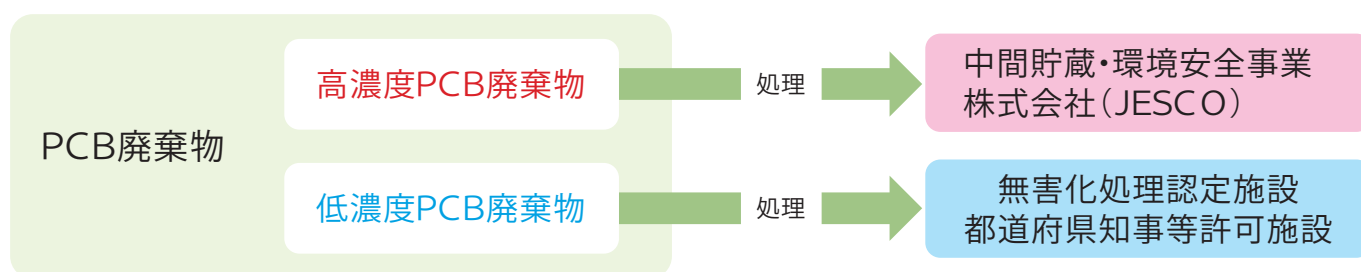 PCB廃棄物
高濃度PCB廃棄物
処理
中間貯蔵・環境安全事業
株式会社（JESCO）
低濃度PCB廃棄物
処理
無害化処理認定施設
都道府県知事等許可施設